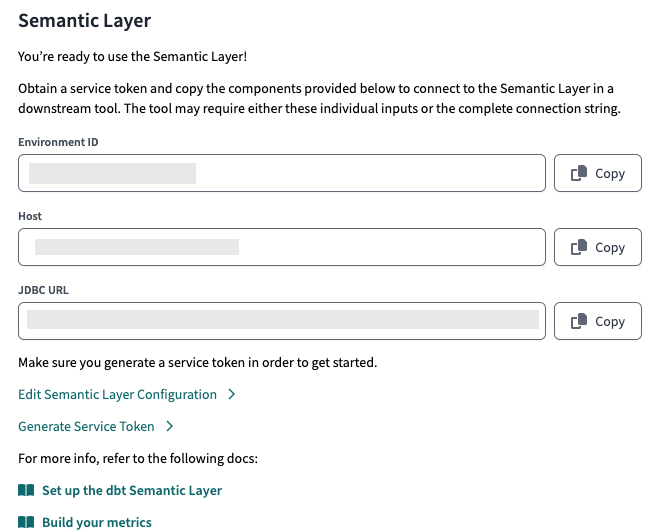 Semantic Layer
You're ready to use the Semantic Layer!
Obtain a service token and copy the components provided below to connect to the Semantic Layer in a
downstream tool. The tool may require either these individual inputs or the complete connection string.
Environment ID
Copy
Host
Copy
JDBC URL
Copy
Make sure you generate a service token in order to get started.
Edit Semantic Layer Configuration
Generate Service Token
For more info, refer to the following docs:
Set up the dbt Semantic Layer
Build your metrics